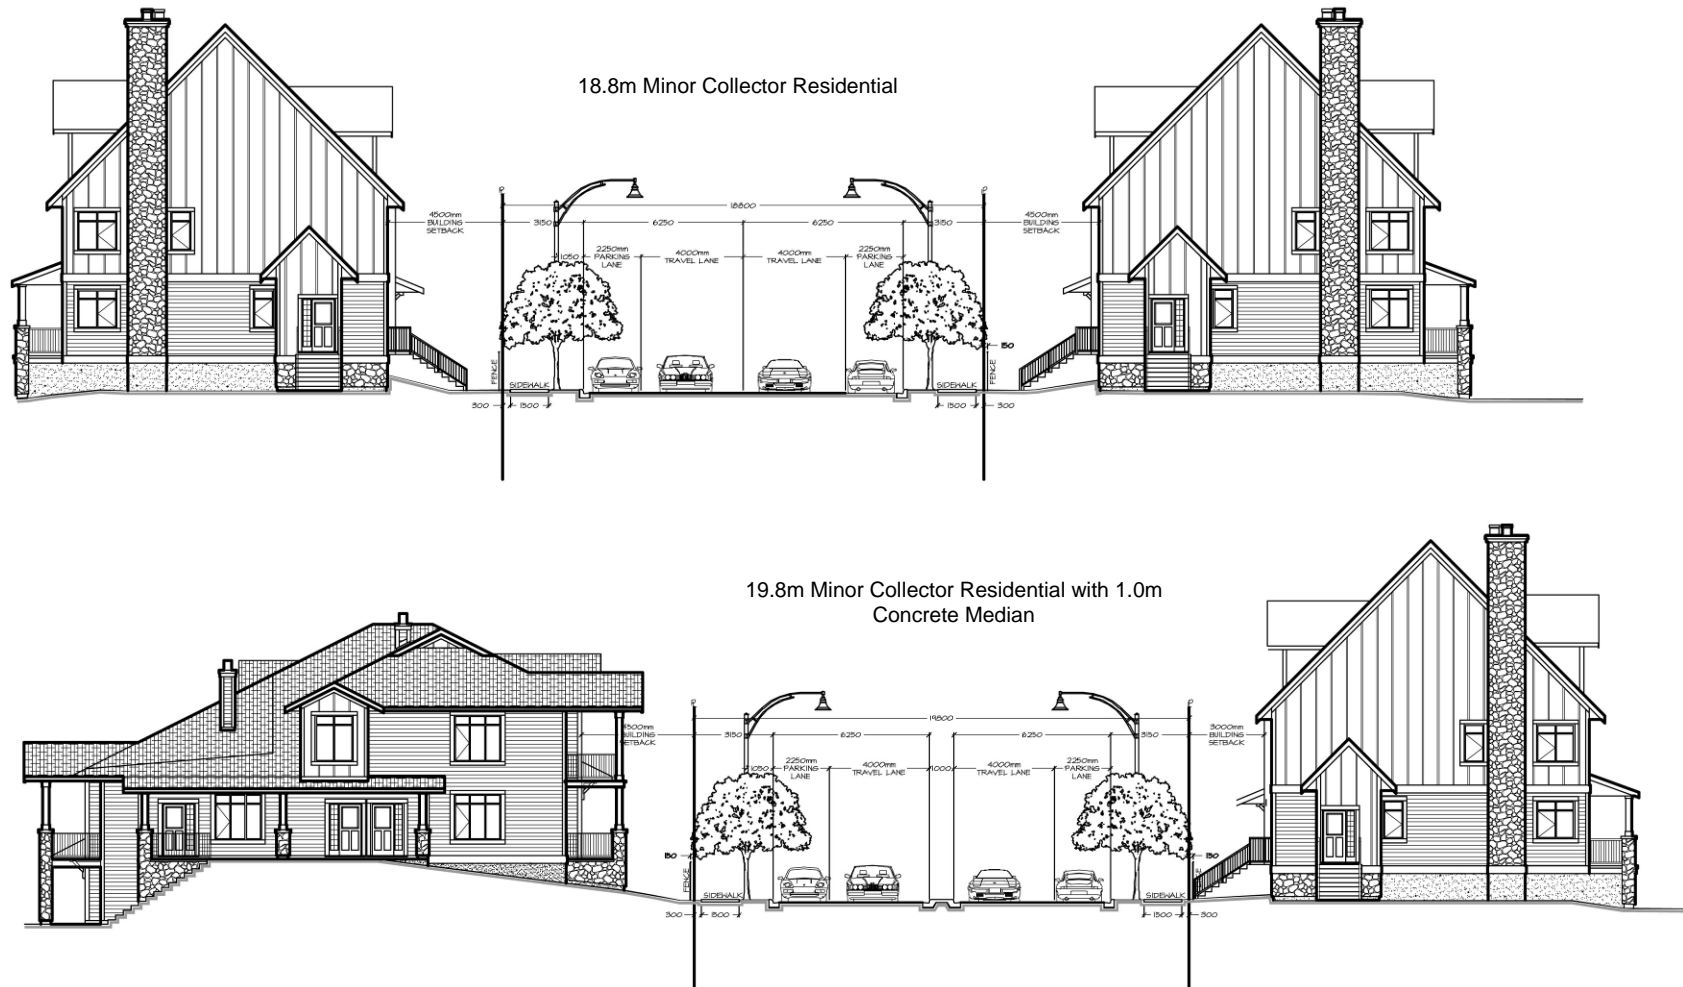 18.8m Minor Collector Residential
P
P
18800
4500mm
BUILDING
SETBACK
3150
6250
6250
3150
4500mm
BUILDING
SETBACK
1050
2250mm
PARKING
LANE
4000mm
TRAVEL LANE
4000mm
TRAVEL LANE
2250mm
PARKING
LANE
150
FENCE
FENCE
SIDEWALK
SIDEWALK
300
1500
1500
300
19.8m Minor Collector Residential with 1.0m
Concrete Median
P
P
19800
4500mm
BUILDING
SETBACK
3150
6250
6250
3150
3000mm
BUILDING
SETBACK
1050
2250mm
PARKING
LANE
4000mm
TRAVEL LANE
1000
4000mm
TRAVEL LANE
2250mm
PARKING
LANE
150
150
FENCE
SIDEWALK
SIDEWALK
300
1500
1500
300